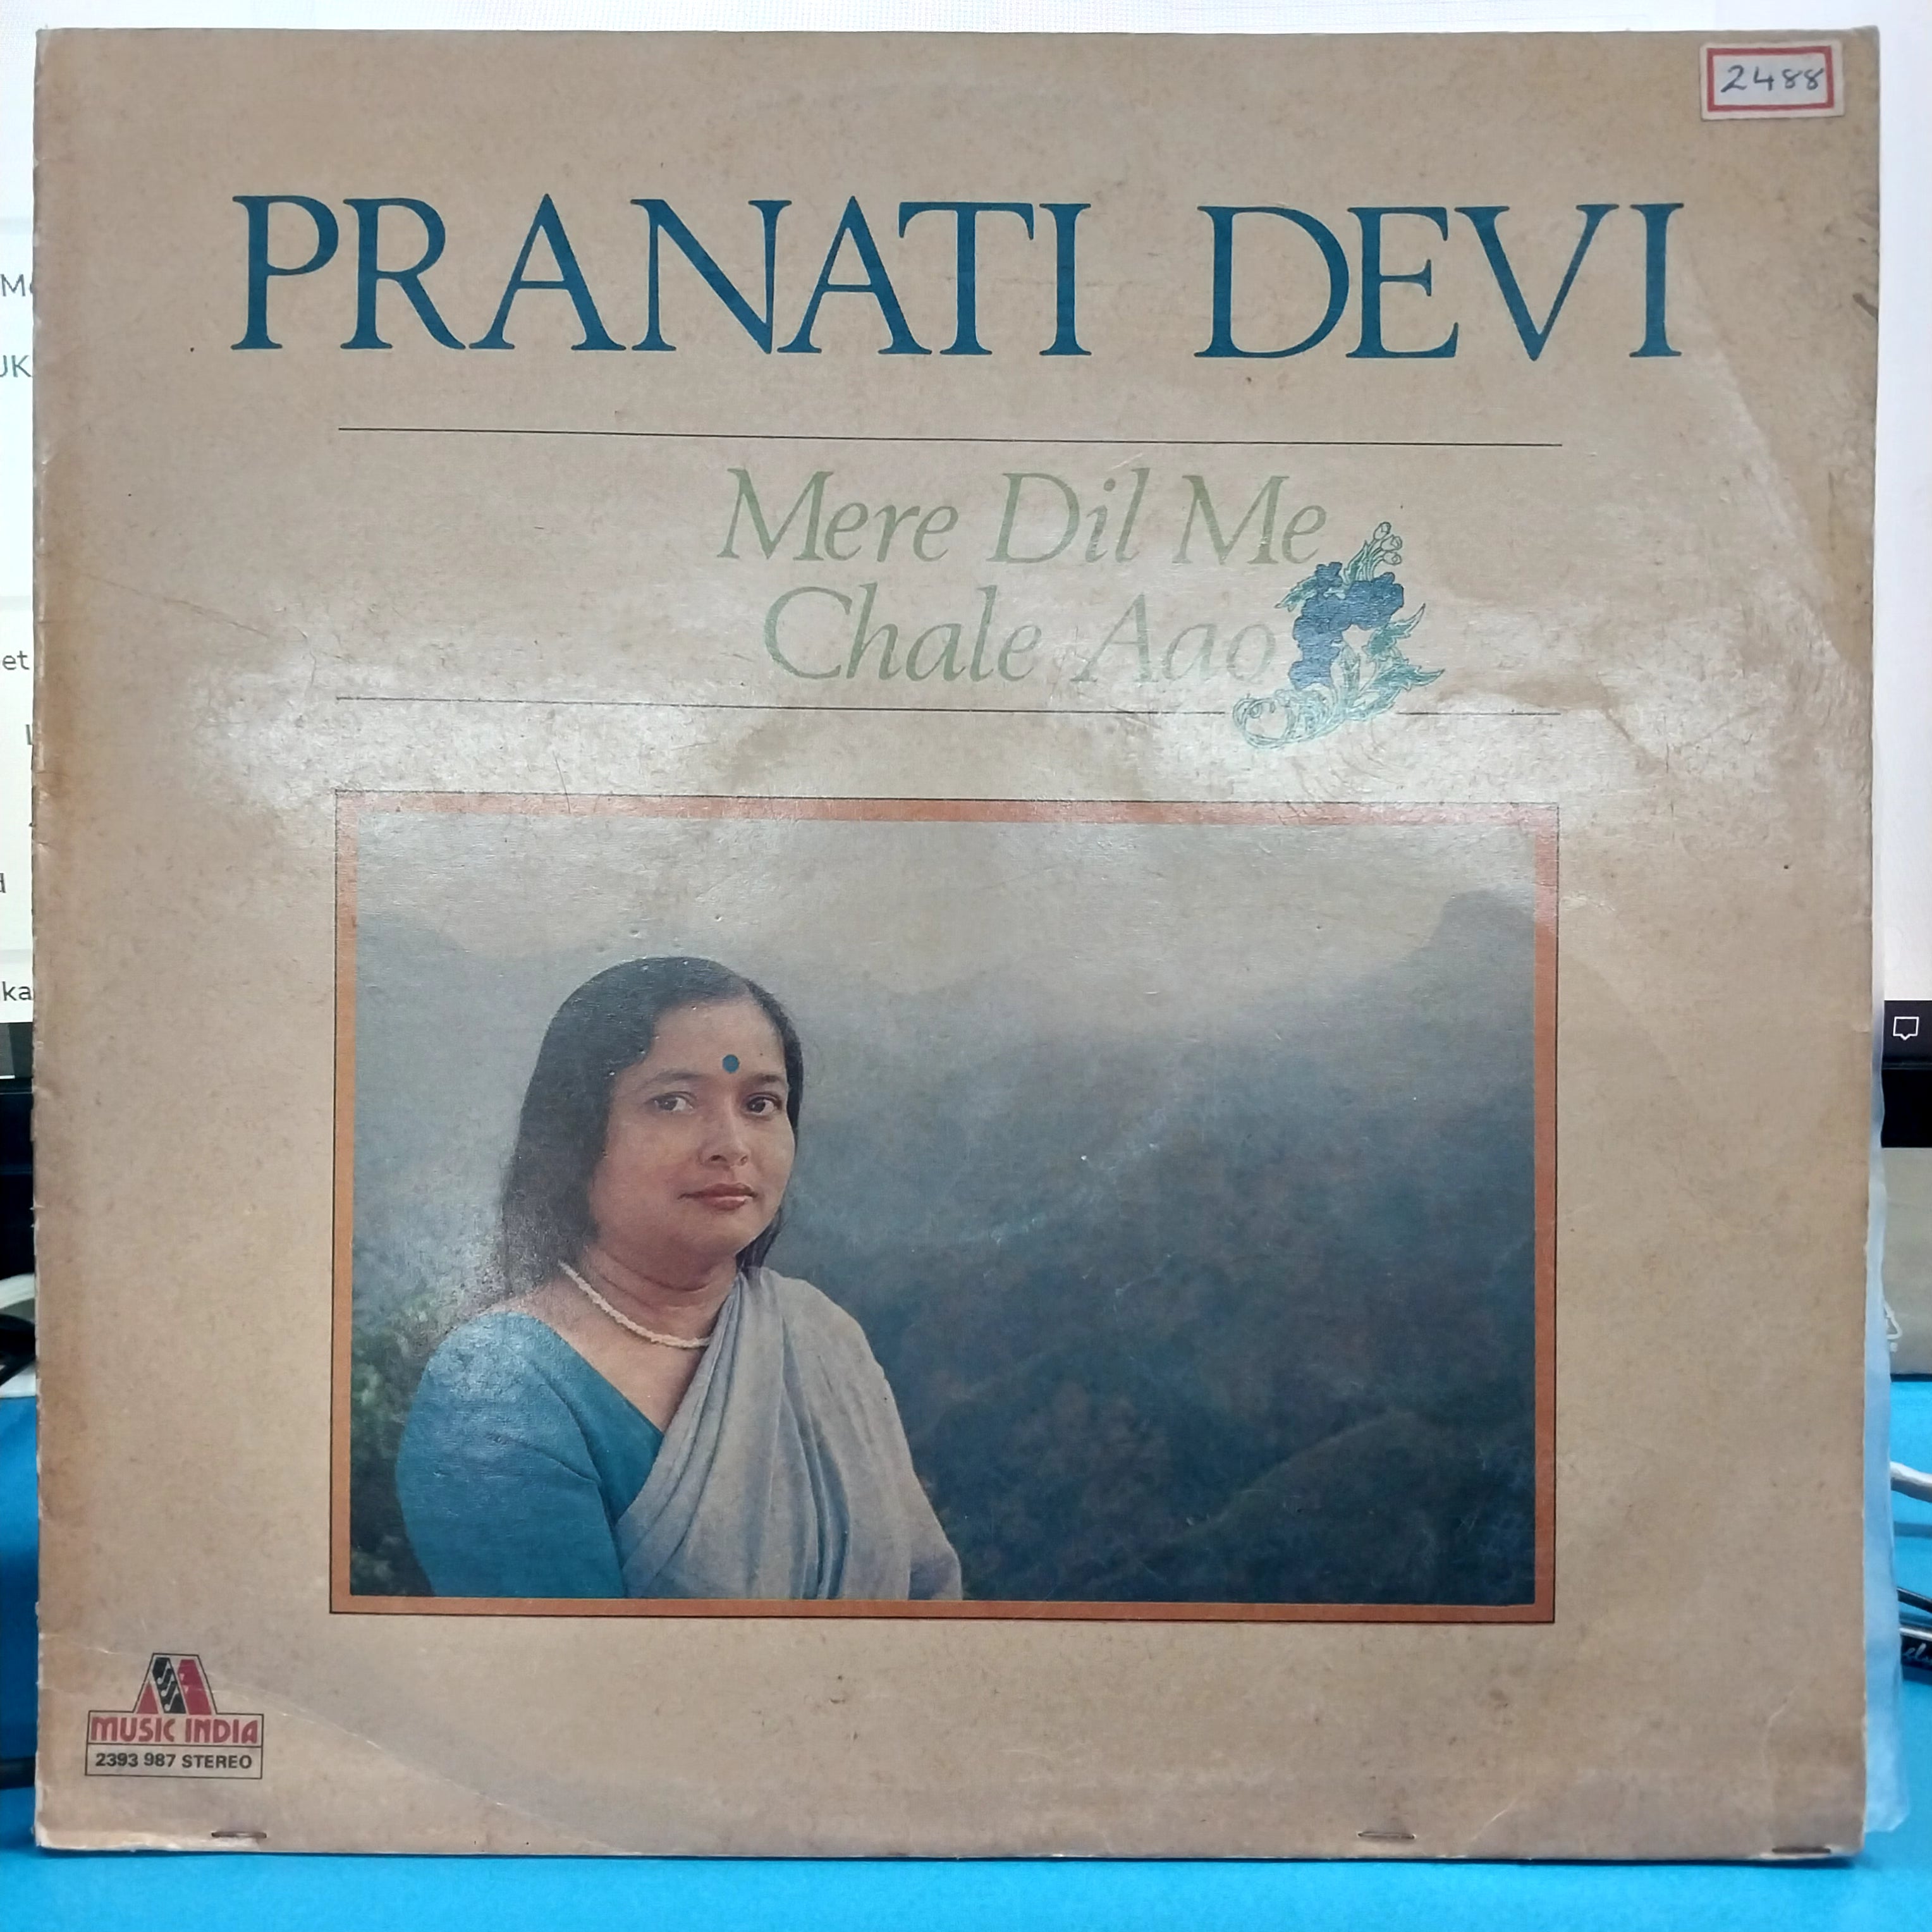 2488
PRANATI DEVI
Mere Dil Me
Chale Aao
MUSIC INDIA
2393 987 STEREO